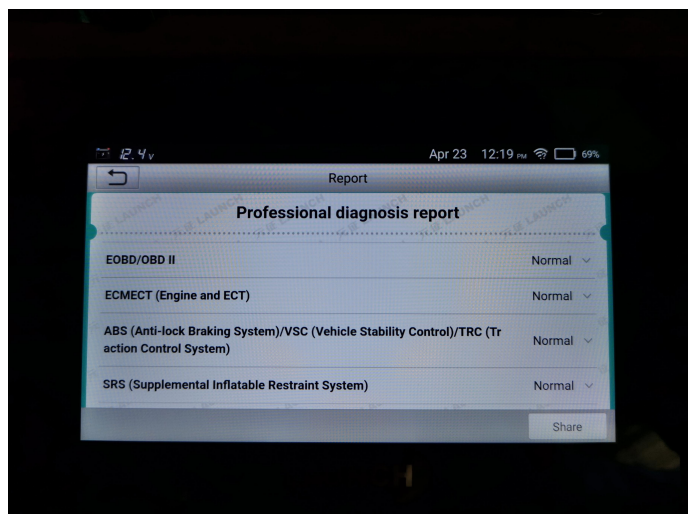 12.4v Apr 23 12:19 PM 69%
Report
Professional diagnosis report
EOBD/OBD II Normal
ECMECT (Engine and ECT) Normal
ABS (Anti-lock Braking System)/VSC (Vehicle Stability Control)/TRC (Tr
action Control System) Normal
SRS (Supplemental Inflatable Restraint System) Normal
Share